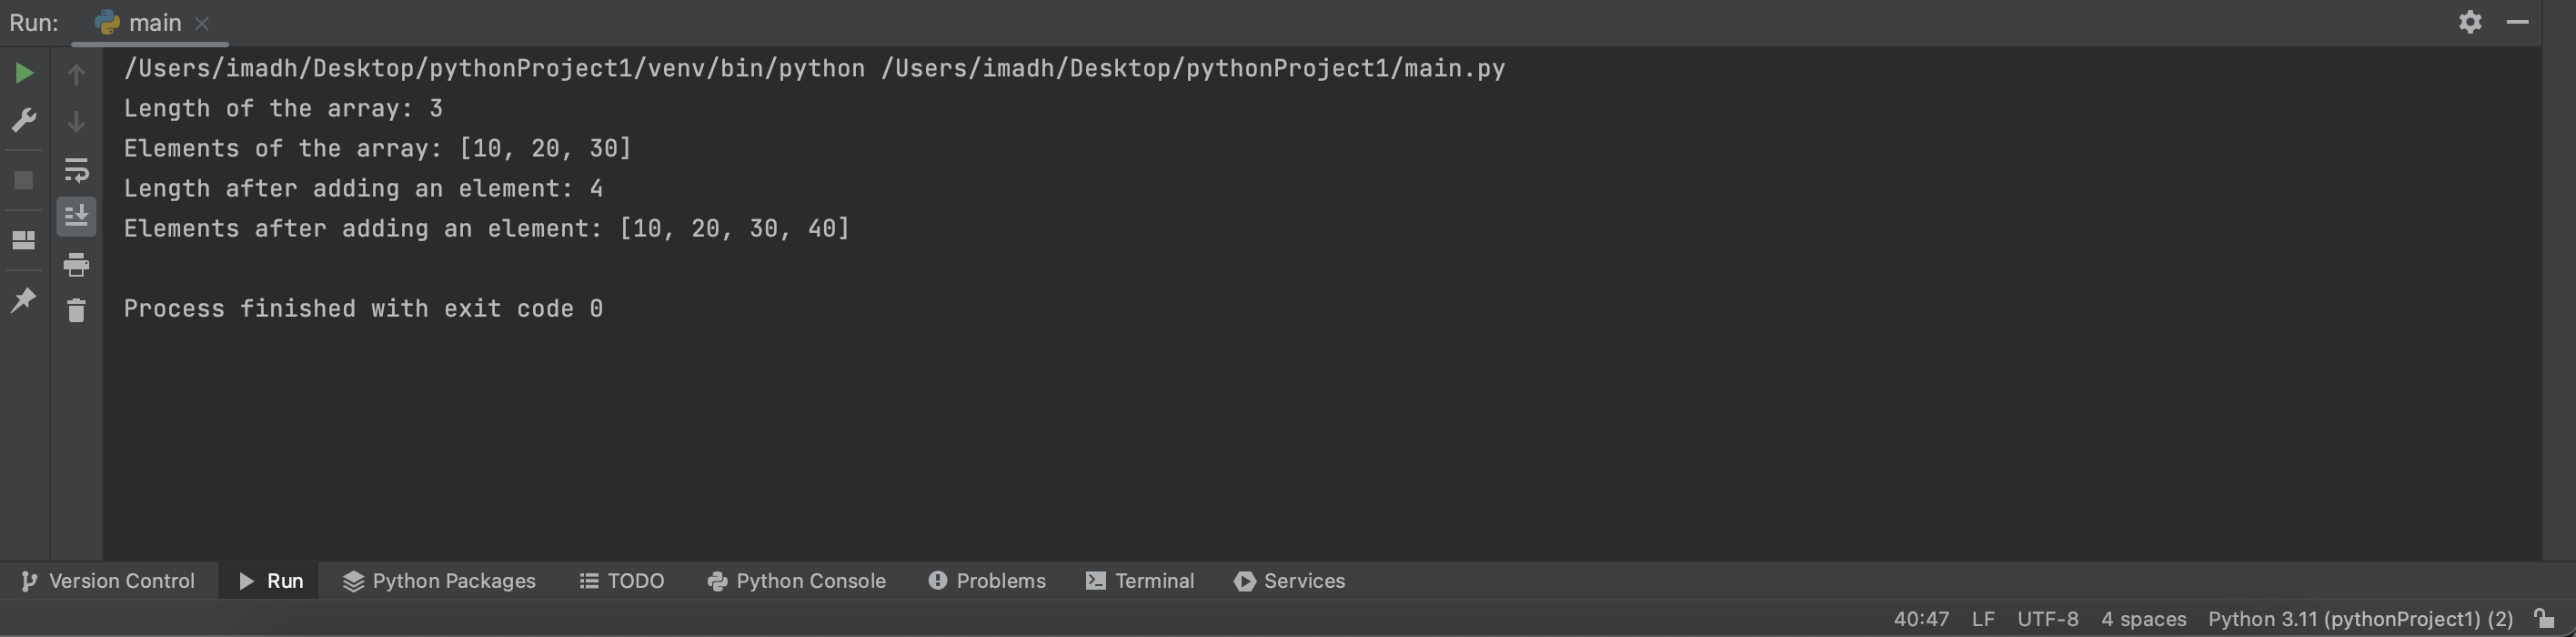 Run: main
/Users/imadh/Desktop/pythonProject1/venv/bin/python /Users/imadh/Desktop/pythonProject1/main.py
Length of the array: 3
Elements of the array: [10, 20, 30]
Length after adding an element: 4
Elements after adding an element: [10, 20, 30, 40]
Process finished with exit code 0
Version Control Run Python Packages TODO Python Console Problems Terminal Services
40:47 LF UTF-8 4 spaces Python 3.11 (pythonProject1) (2)